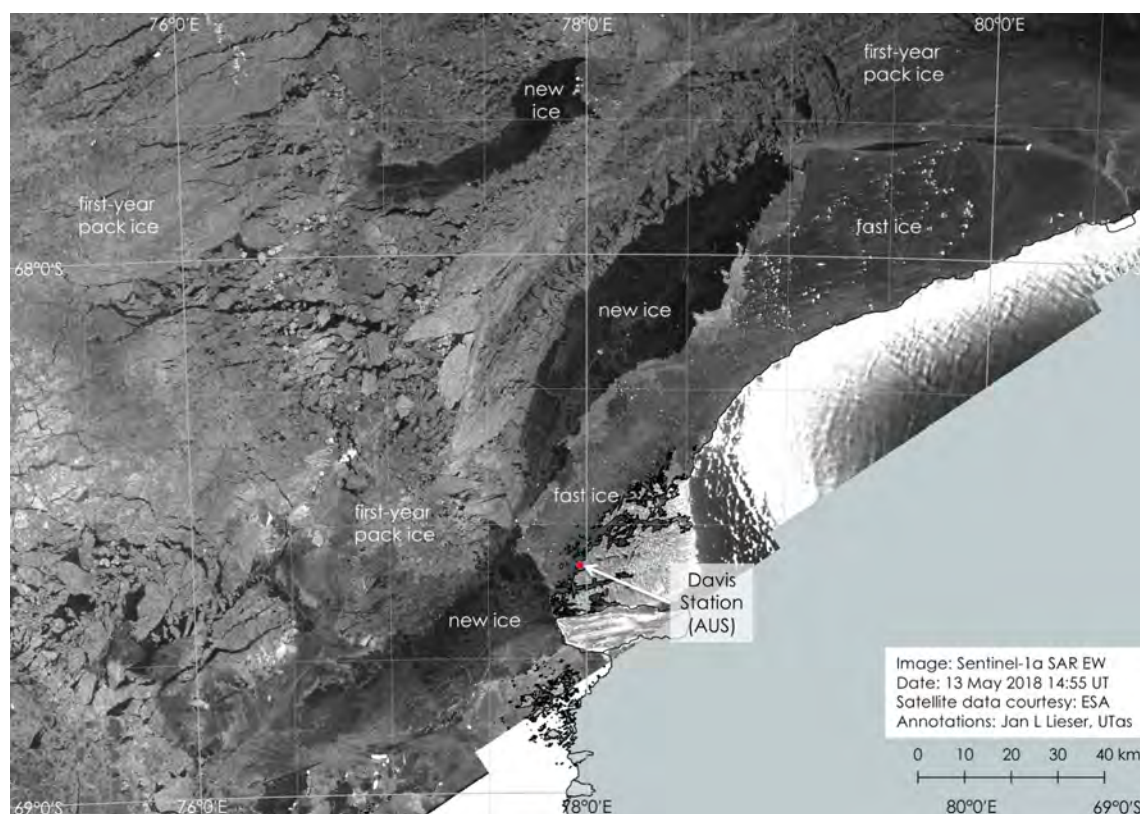 76°0'E
78°0'E
80°0'E
first-year
pack ice
new
ice
first-year
pack ice
fast ice
68°0'S
new ice
fast ice
first-year
pack ice
Davis
Station
(AUS)
new ice
Image: Sentinel-1a SAR EW
Date: 13 May 2018 14:55 UT
Satellite data courtesy: ESA
Annotations: Jan L Lieser, UTas
0 10 20 30 40 km
69°0'S
76°0'E
78°0'E
80°0'E
69°0'S